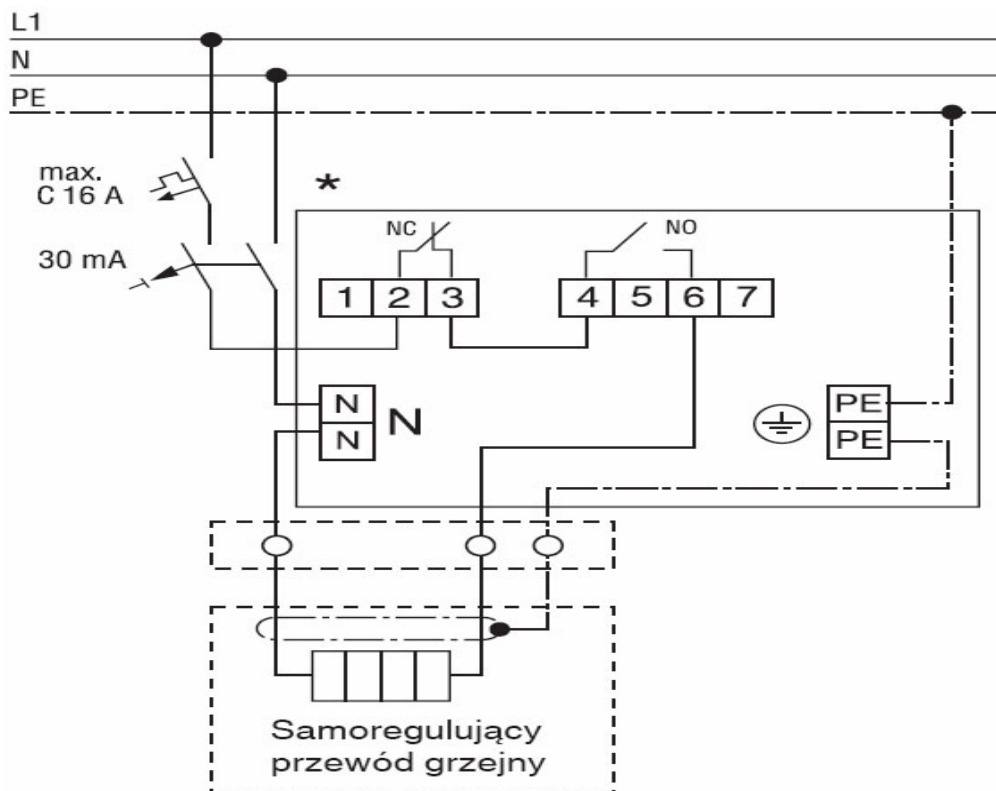 L1
N
PE
max.
C 16 A
*
NC
NO
30 mA
1 2 3
4 5 6 7
N
N
N
PE
PE
Samoregulujący
przewód grzejny